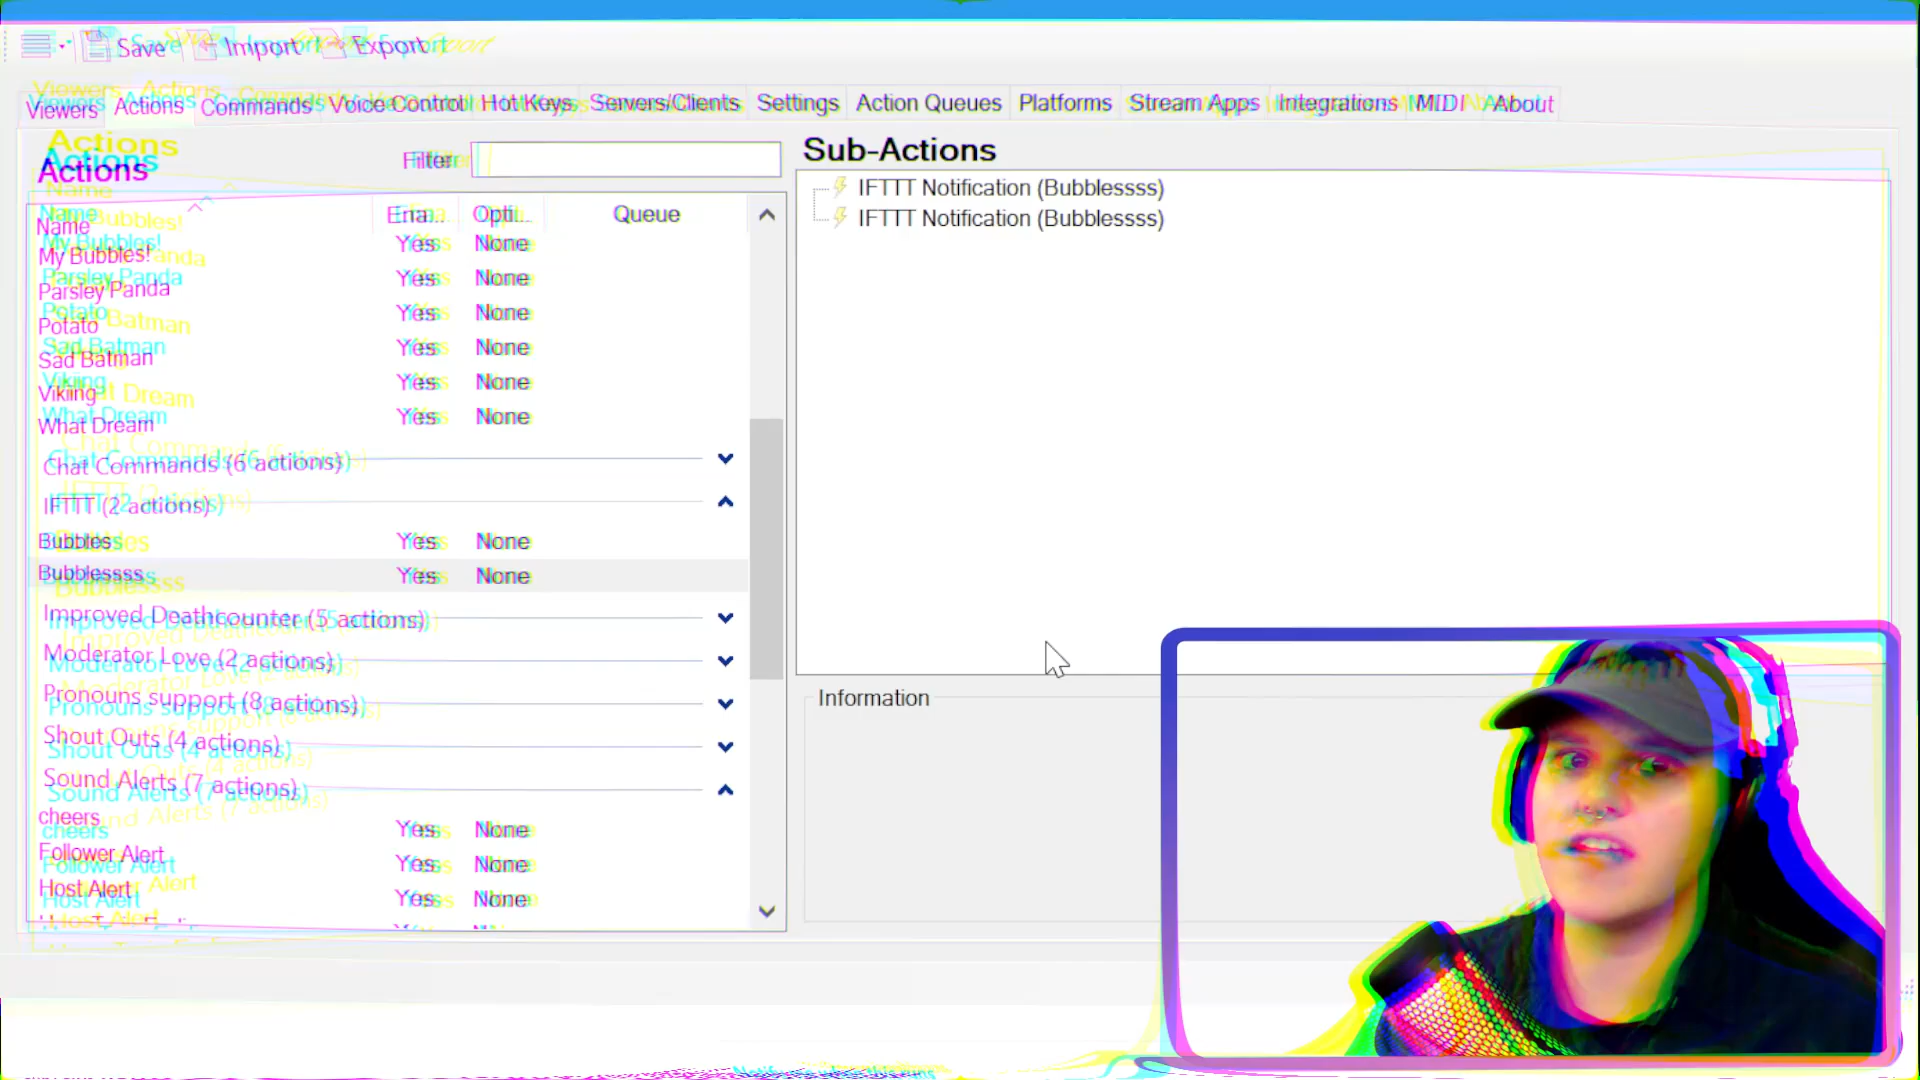 Save Import Export
Viewers Actions Commands Voice Control Hot Keys Servers/Clients Settings Action Queues Platforms Stream Apps Integrations MIDI About
Actions
Filter
Name Ena... Opti... Queue
My Bubbles! Yes None
Parsley Panda Yes None
Potato Yes None
Sad Batman Yes None
Vikiing Yes None
What Dream Yes None
Chat Commands (6 actions)
IFTTT (2 actions)
Bubbles Yes None
Bubblessss Yes None
Improved Deathcounter (5 actions)
Moderator Love (2 actions)
Pronouns support (8 actions)
Shout Outs (4 actions)
Sound Alerts (7 actions)
cheers Yes None
Follower Alert Yes None
Host Alert Yes None
Sub-Actions
IFTTT Notification (Bubblessss)
IFTTT Notification (Bubblessss)
Information